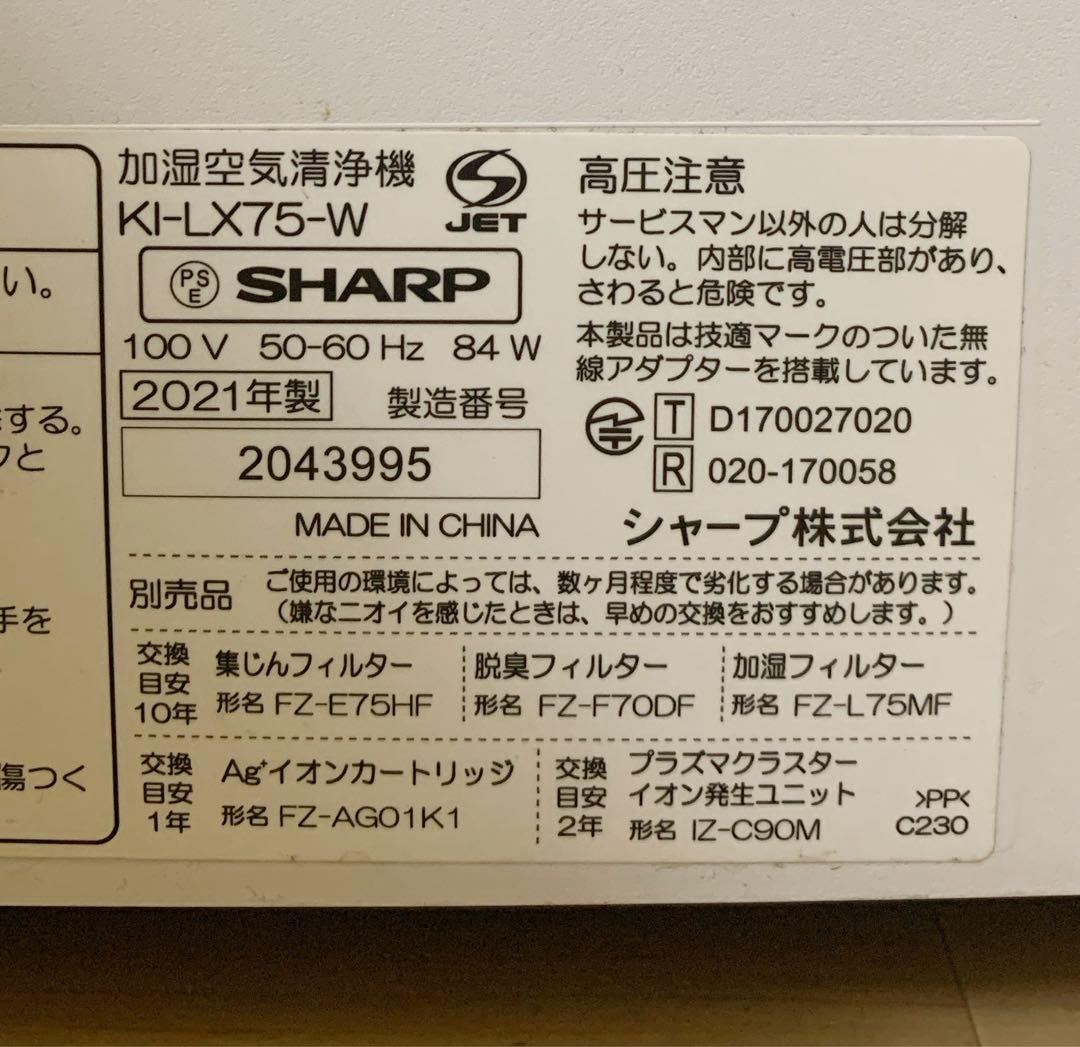 い。
する。
と
手を
傷つく
加湿空気清浄機
KI-LX75-W
JET
PSE SHARP
100 V 50-60 Hz 84 W
2021年製 製造番号
2043995
MADE IN CHINA
高圧注意
サービスマン以外の人は分解
しない。内部に高電圧部があり、
さわると危険です。
本製品は技適マークのついた無
線アダプターを搭載しています。
T D170027020
R 020-170058
シャープ株式会社
別売品
ご使用の環境によっては、数ヶ月程度で劣化する場合があります。
（嫌なニオイを感じたときは、早めの交換をおすすめします。）
交換
目安
10年
集じんフィルター
形名 FZ-E75HF
脱臭フィルター
形名 FZ-F70DF
加湿フィルター
形名 FZ-L75MF
交換
目安
1年
Ag⁺イオンカートリッジ
形名 FZ-AG01K1
交換
目安
2年
プラズマクラスター
イオン発生ユニット
形名 IZ-C90M
>PP<
C230